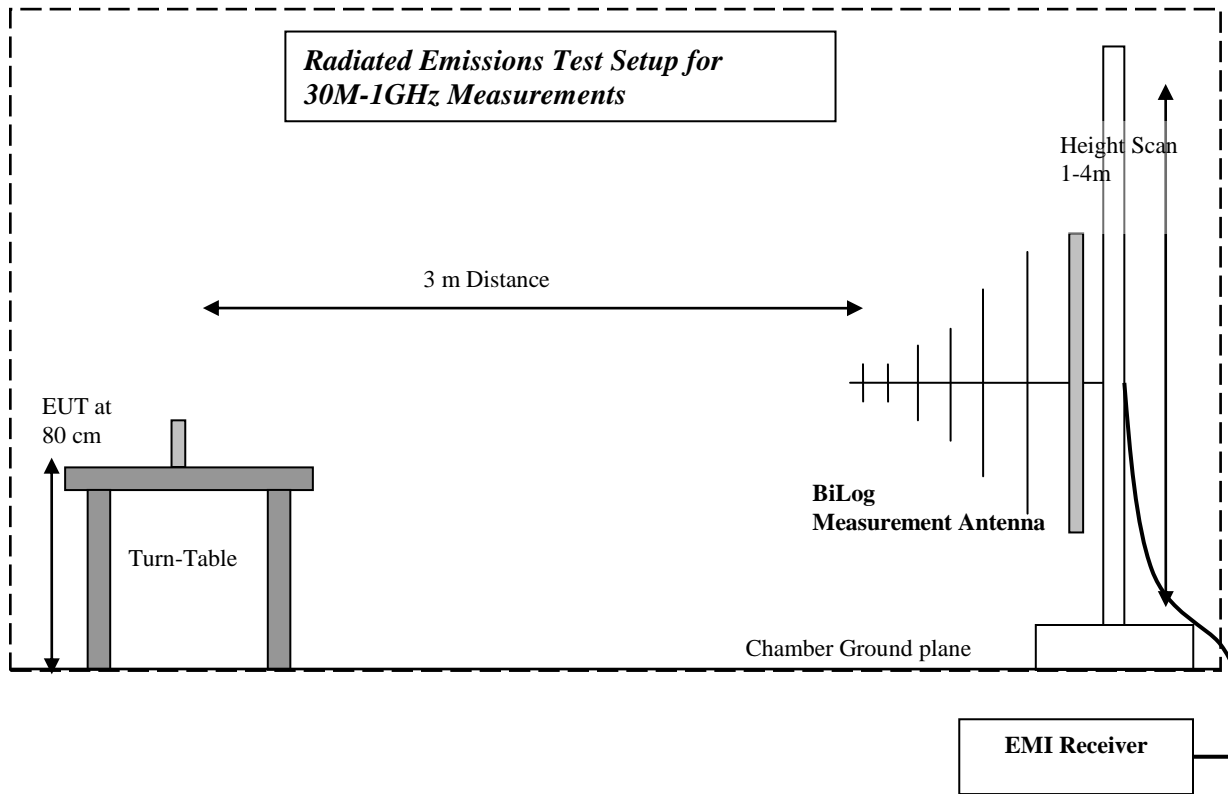 Radiated Emissions Test Setup for
30M-1GHz Measurements
Height Scan
1-4m
3 m Distance
EUT at
80 cm
BiLog
Measurement Antenna
Turn-Table
Chamber Ground plane
EMI Receiver